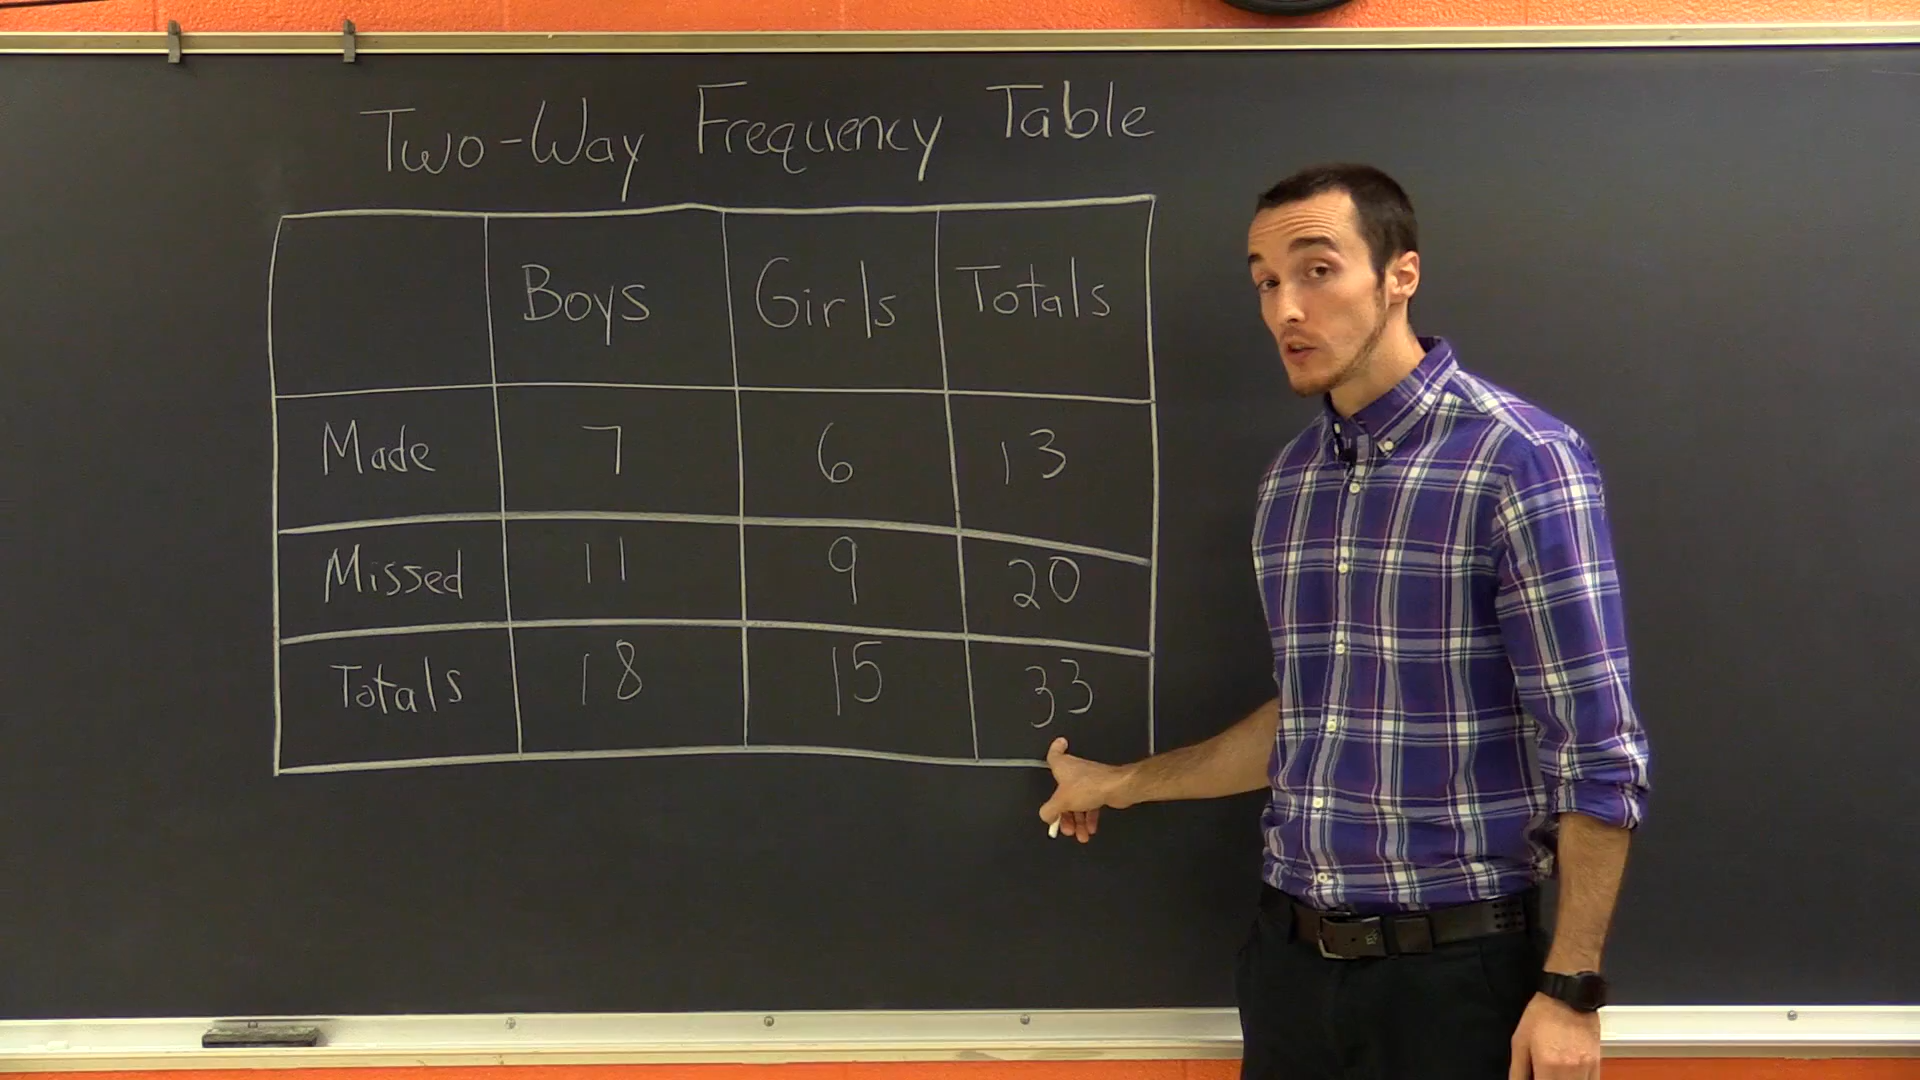 Two-Way Frequency Table
Boys Girls Totals
Made 7 6 13
Missed 11 9 20
Totals 18 15 33